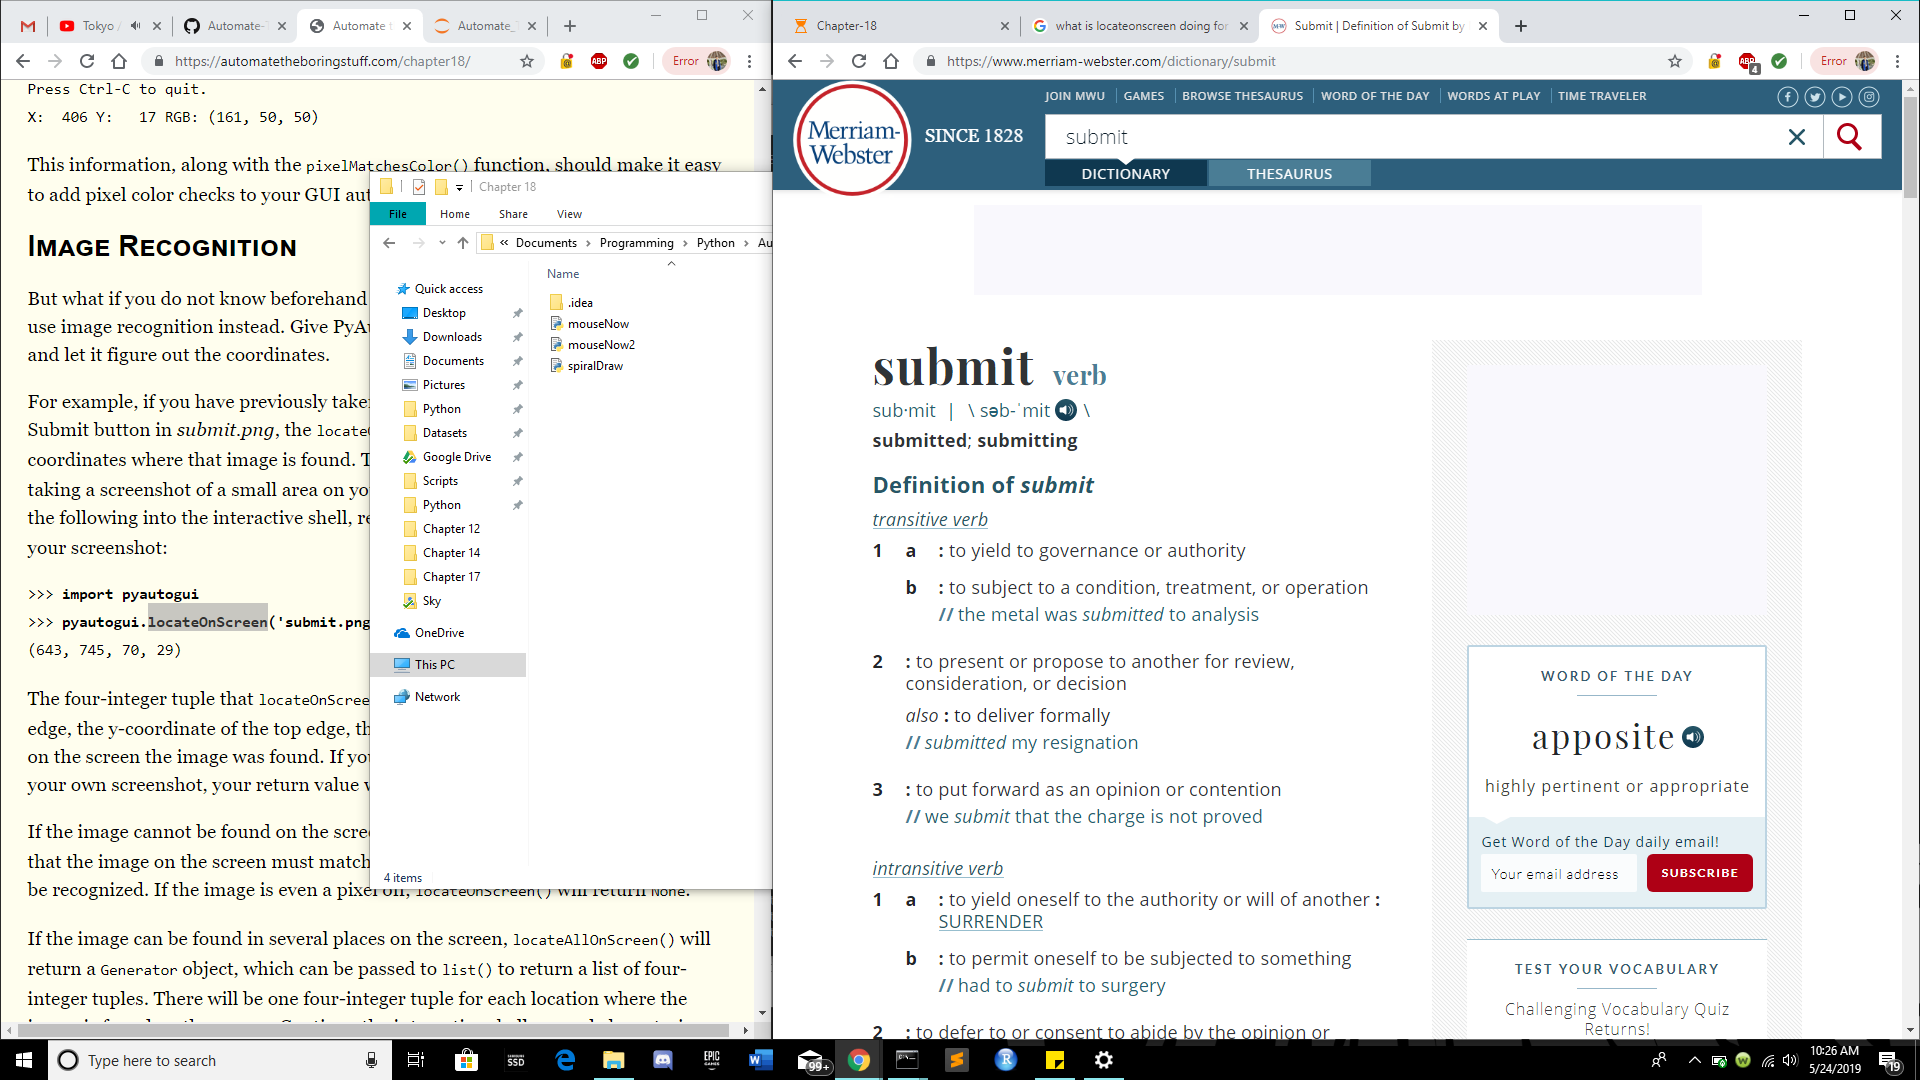 Tokyo
Automate-
Automate t
Automate_
https://automatetheboringstuff.com/chapter18/
ABP
Error
Press Ctrl-C to quit.
X:  406 Y:   17 RGB: (161, 50, 50)
This information, along with the pixelMatchesColor() function, should make it easy
to add pixel color checks to your GUI aut
IMAGE RECOGNITION
But what if you do not know beforehand
use image recognition instead. Give PyAu
and let it figure out the coordinates.
For example, if you have previously taken
Submit button in submit.png, the locateO
coordinates where that image is found. T
taking a screenshot of a small area on yo
the following into the interactive shell, re
your screenshot:
>>> import pyautogui
>>> pyautogui.locateOnScreen('submit.png
(643, 745, 70, 29)
The four-integer tuple that locateOnScree
edge, the y-coordinate of the top edge, th
on the screen the image was found. If you
your own screenshot, your return value w
If the image cannot be found on the scree
that the image on the screen must match
be recognized. If the image is even a pixel off, locateOnScreen() will return None.
If the image can be found in several places on the screen, locateAllOnScreen() will
return a Generator object, which can be passed to list() to return a list of four-
integer tuples. There will be one four-integer tuple for each location where the
Chapter 18
File Home Share View
« Documents › Programming › Python › Au
Name
Quick access
Desktop
Downloads
Documents
Pictures
Python
Datasets
Google Drive
Scripts
Python
Chapter 12
Chapter 14
Chapter 17
Sky
OneDrive
This PC
Network
.idea
mouseNow
mouseNow2
spiralDraw
4 items
Chapter-18
what is locateonscreen doing for
Submit | Definition of Submit by
https://www.merriam-webster.com/dictionary/submit
ABP
4
Error
JOIN MWU GAMES BROWSE THESAURUS WORD OF THE DAY WORDS AT PLAY TIME TRAVELER
Merriam-
Webster
SINCE 1828
submit
DICTIONARY THESAURUS
submit verb
sub·mit | \ səb-ˈmit \
submitted; submitting
Definition of submit
transitive verb
1 a : to yield to governance or authority
b : to subject to a condition, treatment, or operation
// the metal was submitted to analysis
2 : to present or propose to another for review,
consideration, or decision
also : to deliver formally
// submitted my resignation
3 : to put forward as an opinion or contention
// we submit that the charge is not proved
intransitive verb
1 a : to yield oneself to the authority or will of another :
SURRENDER
b : to permit oneself to be subjected to something
// had to submit to surgery
2 : to defer to or consent to abide by the opinion or
WORD OF THE DAY
apposite
highly pertinent or appropriate
Get Word of the Day daily email!
Your email address SUBSCRIBE
TEST YOUR VOCABULARY
Challenging Vocabulary Quiz
Returns!
Type here to search
SAMSUNG
SSD
EPIC
GAMES
99+
10:26 AM
5/24/2019
19